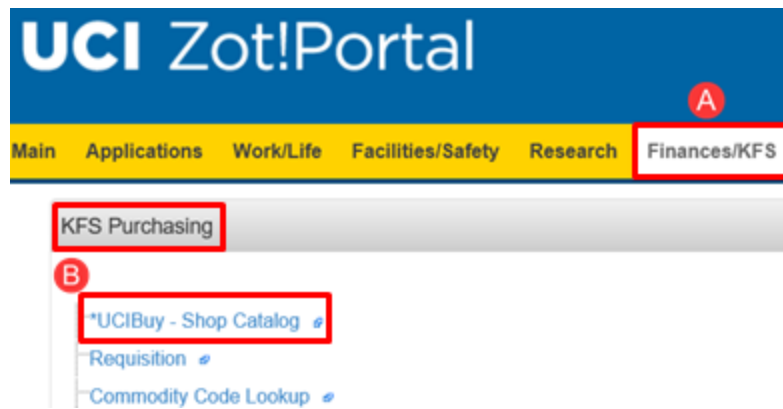 UCI Zot!Portal
A
Main Applications Work/Life Facilities/Safety Research Finances/KFS
KFS Purchasing
B
*UCIBuy - Shop Catalog
Requisition
Commodity Code Lookup